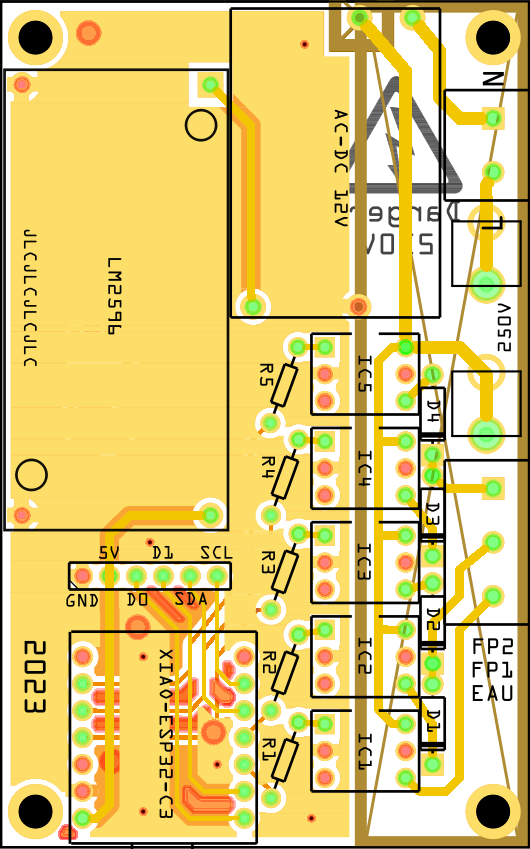 N
AC-DC 12V
Danger
250V
L
250V
JLCJLCJLCJLC
LM2596
R5
IC5
D4
R4
IC4
D3
R3
IC3
5V D1 SCL
GND D0 SDA
D2
R2
IC2
FP2
FP1
EAU
2023
XIAO-ESP35-C3
D1
R1
IC1